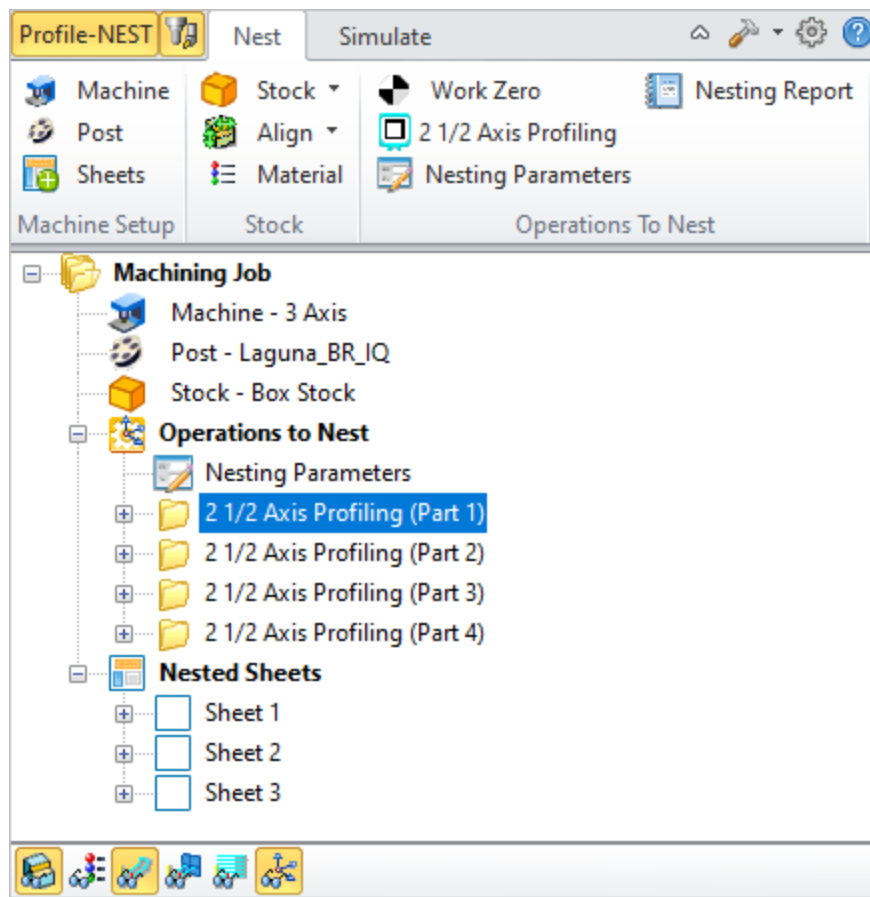 Profile-NEST Nest Simulate
Machine Stock Work Zero Nesting Report
Post Align 2 1/2 Axis Profiling
Sheets Material Nesting Parameters
Machine Setup Stock Operations To Nest
Machining Job
Machine - 3 Axis
Post - Laguna_BR_IQ
Stock - Box Stock
Operations to Nest
Nesting Parameters
2 1/2 Axis Profiling (Part 1)
2 1/2 Axis Profiling (Part 2)
2 1/2 Axis Profiling (Part 3)
2 1/2 Axis Profiling (Part 4)
Nested Sheets
Sheet 1
Sheet 2
Sheet 3